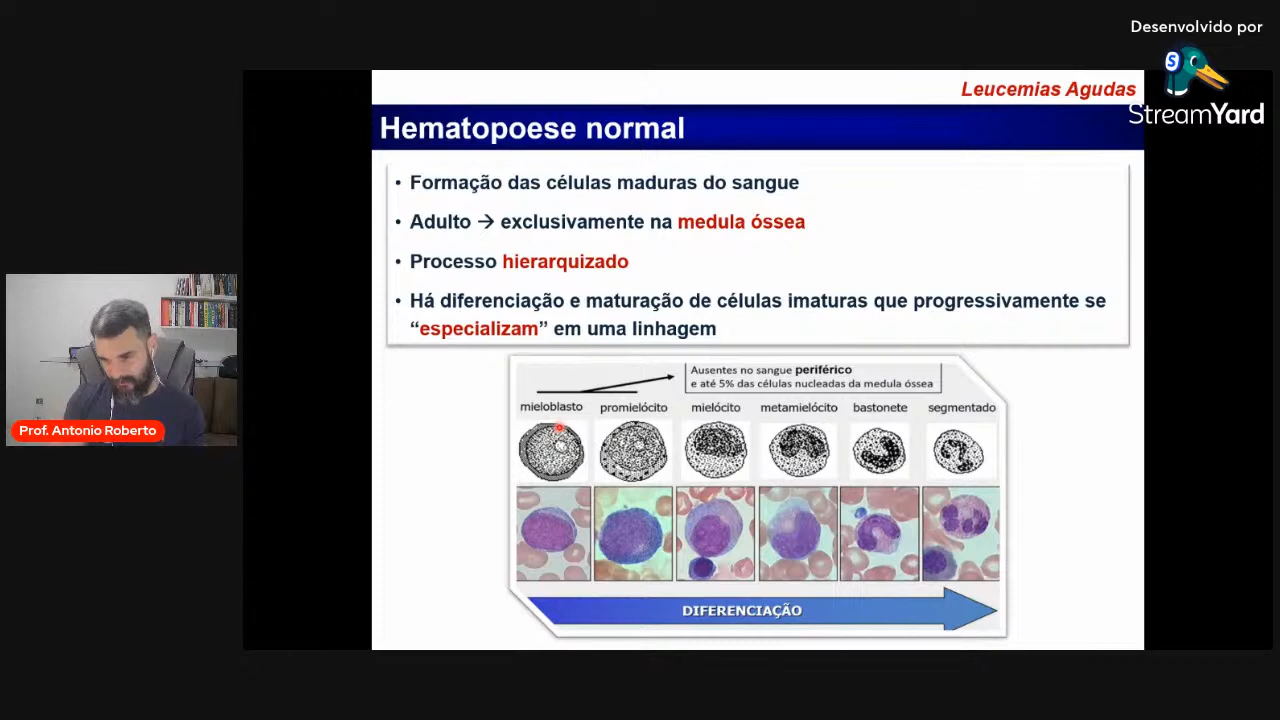 Desenvolvido por
StreamYard
Leucemias Agudas
Hematopoese normal
• Formação das células maduras do sangue
• Adulto → exclusivamente na medula óssea
• Processo hierarquizado
• Há diferenciação e maturação de células imaturas que progressivamente se
“especializam” em uma linhagem
Ausentes no sangue periférico
e até 5% das células nucleadas da medula óssea
mieloblasto promielócito mielócito metamielócito bastonete segmentado
DIFERENCIAÇÃO
Prof. Antonio Roberto